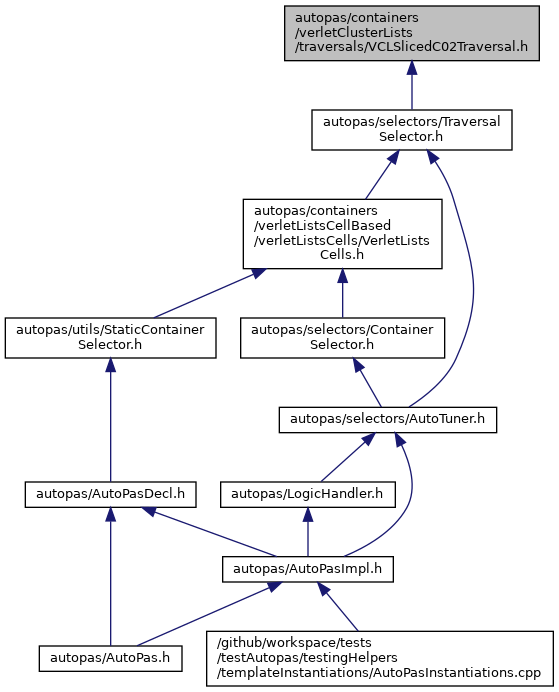 autopas/containers
/verletClusterLists
/traversals/VCLSlicedC02Traversal.h
autopas/selectors/Traversal
Selector.h
autopas/containers
/verletListsCellBased
/verletListsCells/VerletLists
Cells.h
autopas/utils/StaticContainer
Selector.h
autopas/selectors/Container
Selector.h
autopas/selectors/AutoTuner.h
autopas/AutoPasDecl.h
autopas/LogicHandler.h
autopas/AutoPasImpl.h
autopas/AutoPas.h
/github/workspace/tests
/testAutopas/testingHelpers
/templateInstantiations/AutoPasInstantiations.cpp